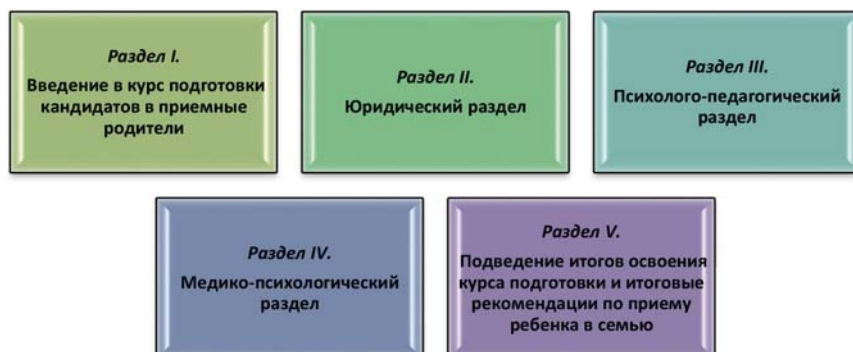 Раздел I.
Введение в курс подготовки
кандидатов в приемные
родители
Раздел II.
Юридический раздел
Раздел III.
Психолого-педагогический
раздел
Раздел IV.
Медико-психологический
раздел
Раздел V.
Подведение итогов освоения
курса подготовки и итоговые
рекомендации по приему
ребенка в семью